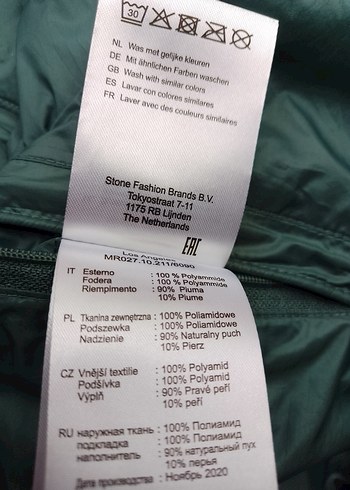 30
NL Was met gelijke kleuren
DE Mit ähnlichen Farben waschen
GB Wash with similar colors
ES Lavar con colores similares
FR Laver avec des couleurs similaires
Stone Fashion Brands B.V.
Tokyostraat 7-11
1175 RB Lijnden
The Netherlands
EAC
Los Angeles
MR027.10.211/6090
IT Esterno : 100 % Polyammide
Fodera : 100 % Polyammide
Riempimento : 90% Piuma
10% Piume
PL Tkanina zewnętrzna : 100% Poliamidowe
Podszewka : 100% Poliamidowe
Nadzienie : 90% Naturalny puch
10% Pierz
CZ Vnější textilie : 100% Polyamid
Podšívka : 100% Polyamid
Výplň : 90% Pravé peří
10% peří
RU наружная ткань : 100% Полиамид
подкладка : 100% Полиамид
наполнитель : 90% натуральный пух
10% перья
Дата производства : Ноябрь 2020